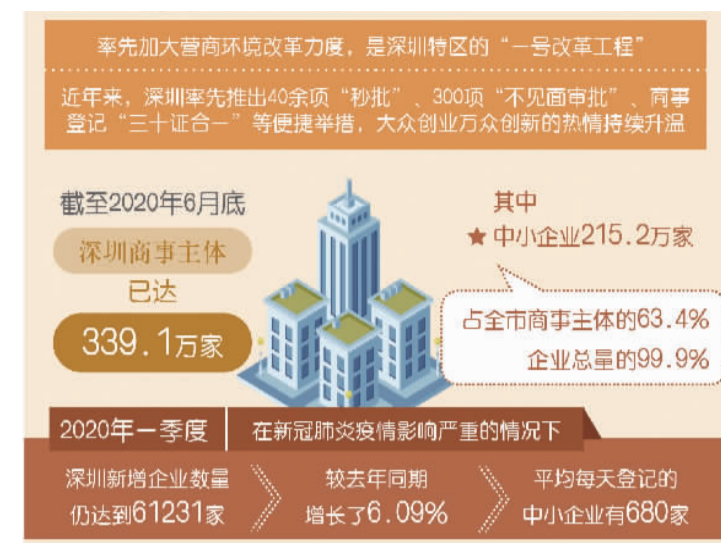 率先加大营商环境改革力度，是深圳特区的“一号改革工程”
近年来，深圳率先推出40余项“秒批”、300项“不见面审批”、商事
登记“三十证合一”等便捷举措，大众创业万众创新的热情持续升温
截至2020年6月底
深圳商事主体
已达
339.1万家
其中
★中小企业215.2万家
占全市商事主体的63.4%
企业总量的99.9%
2020年一季度
在新冠肺炎疫情影响严重的情况下
深圳新增企业数量
仍达到61231家
较去年同期
增长了6.09%
平均每天登记的
中小企业有680家